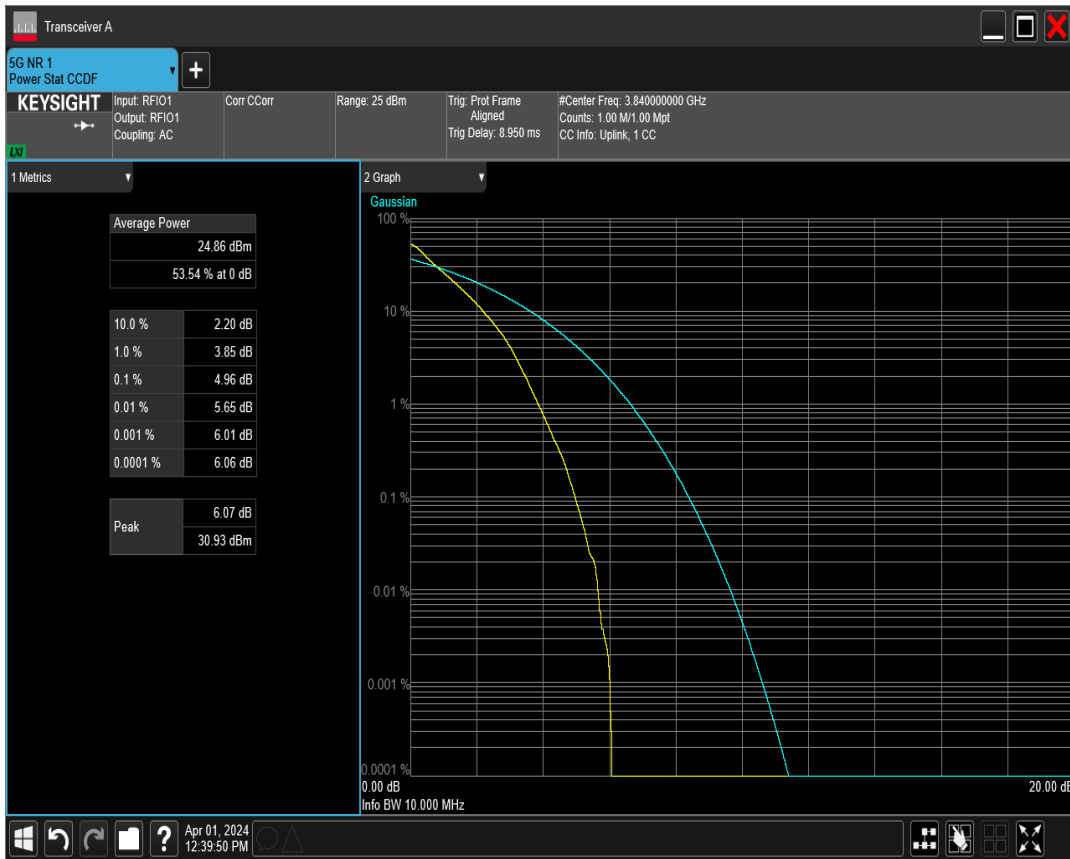 Transceiver A
5G NR 1
Power Stat CCDF
+
KEYSIGHT
LXI
Input: RFIO1
Output: RFIO1
Coupling: AC
Corr CCorr
Range: 25 dBm
Trig: Prot Frame
Aligned
Trig Delay: 8.950 ms
#Center Freq: 3.840000000 GHz
Counts: 1.00 M/1.00 Mpt
CC Info: Uplink, 1 CC
1 Metrics
Average Power
24.86 dBm
53.54 % at 0 dB
10.0 % 2.20 dB
1.0 % 3.85 dB
0.1 % 4.96 dB
0.01 % 5.65 dB
0.001 % 6.01 dB
0.0001 % 6.06 dB
Peak
6.07 dB
30.93 dBm
2 Graph
Gaussian
100 %
10 %
1 %
0.1 %
0.01 %
0.001 %
0.0001 %
0.00 dB
20.00 dB
Info BW 10.000 MHz
?
Apr 01, 2024
12:39:50 PM